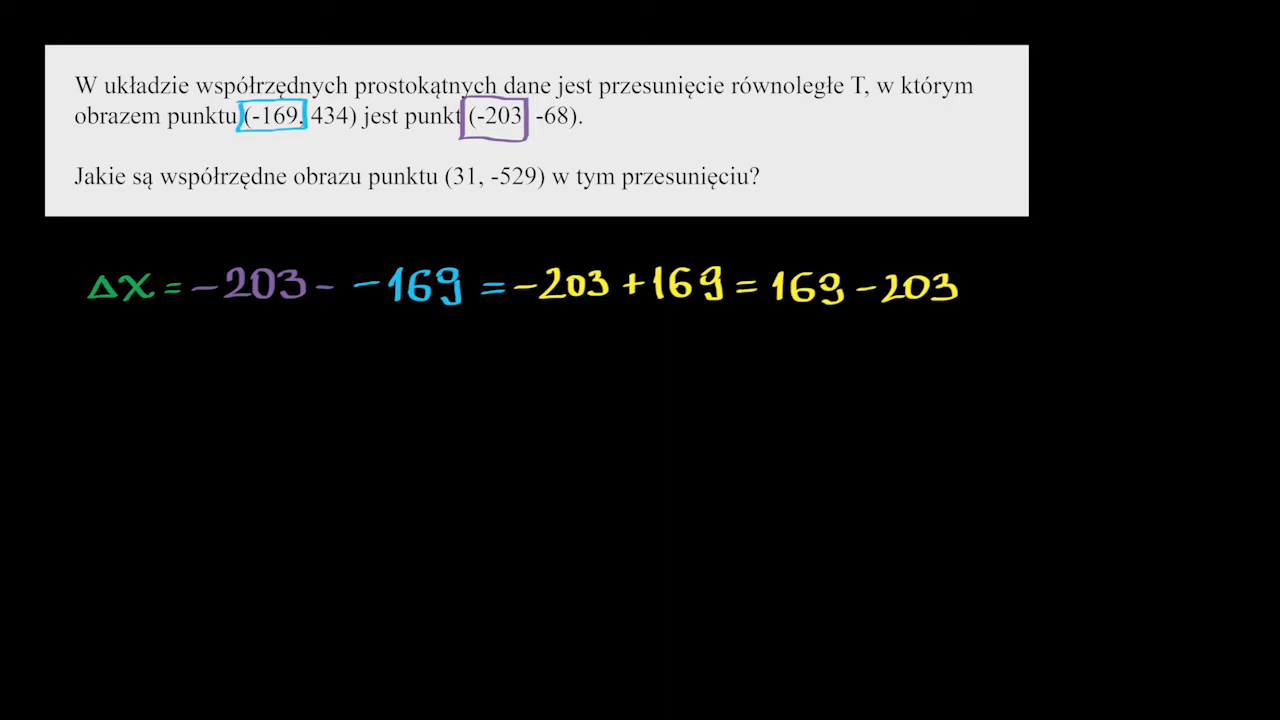 W układzie współrzędnych prostokątnych dane jest przesunięcie równoległe T, w którym
obrazem punktu (-169, 434) jest punkt (-203, -68).
Jakie są współrzędne obrazu punktu (31, -529) w tym przesunięciu?
Δx = -203 - -169 = -203 + 169 = 169 - 203